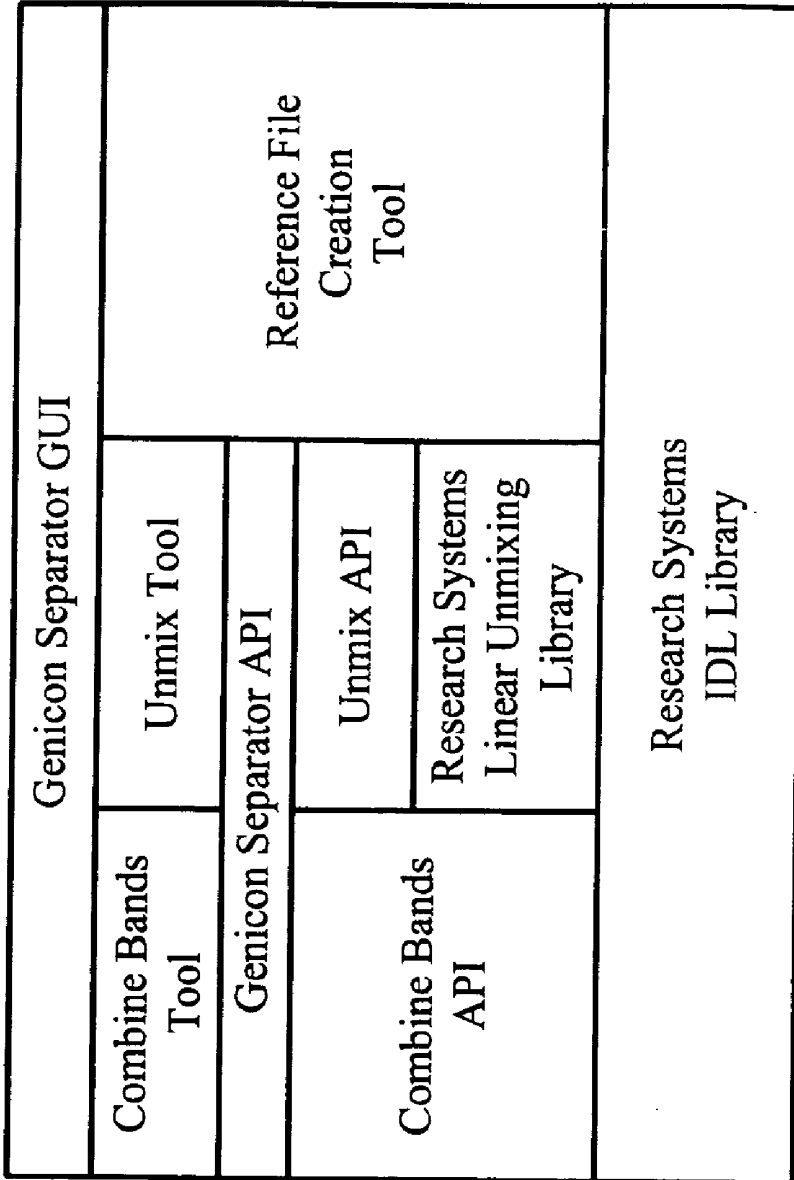 Genicon Separator GUI
Combine Bands
Tool
Unmix Tool
Reference File
Creation
Tool
Genicon Separator API
Combine Bands
API
Unmix API
Research Systems
Linear Unmixing
Library
Research Systems
IDL Library